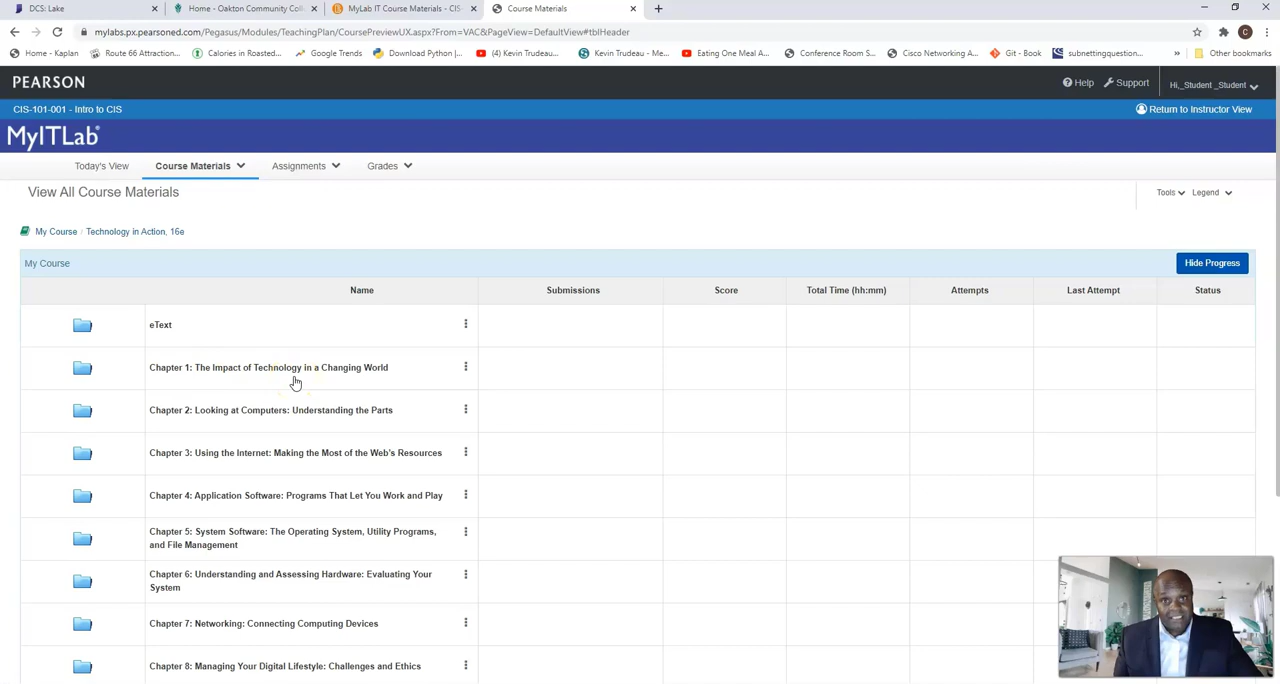 DCS: Lake
Home - Oakton Community Coll
MyLab IT Course Materials - CIS-
Course Materials
mylabs.px.pearsoned.com/Pegasus/Modules/TeachingPlan/CoursePreviewUX.aspx?From=VAC&PageView=DefaultView#tblHeader
Home - Kaplan
Route 66 Attraction...
Calories in Roasted...
Google Trends
Download Python |...
(4) Kevin Trudeau...
Kevin Trudeau - Me...
Eating One Meal A...
Conference Room S...
Cisco Networking A...
Git - Book
subnettingquestion...
Other bookmarks
PEARSON
Help
Support
Hi,_Student _Student
CIS-101-001 - Intro to CIS
Return to Instructor View
MyITLab®
Today's View
Course Materials
Assignments
Grades
View All Course Materials
Tools
Legend
My Course / Technology in Action, 16e
My Course
Hide Progress
Name
Submissions
Score
Total Time (hh:mm)
Attempts
Last Attempt
Status
eText
Chapter 1: The Impact of Technology in a Changing World
Chapter 2: Looking at Computers: Understanding the Parts
Chapter 3: Using the Internet: Making the Most of the Web's Resources
Chapter 4: Application Software: Programs That Let You Work and Play
Chapter 5: System Software: The Operating System, Utility Programs,
and File Management
Chapter 6: Understanding and Assessing Hardware: Evaluating Your
System
Chapter 7: Networking: Connecting Computing Devices
Chapter 8: Managing Your Digital Lifestyle: Challenges and Ethics